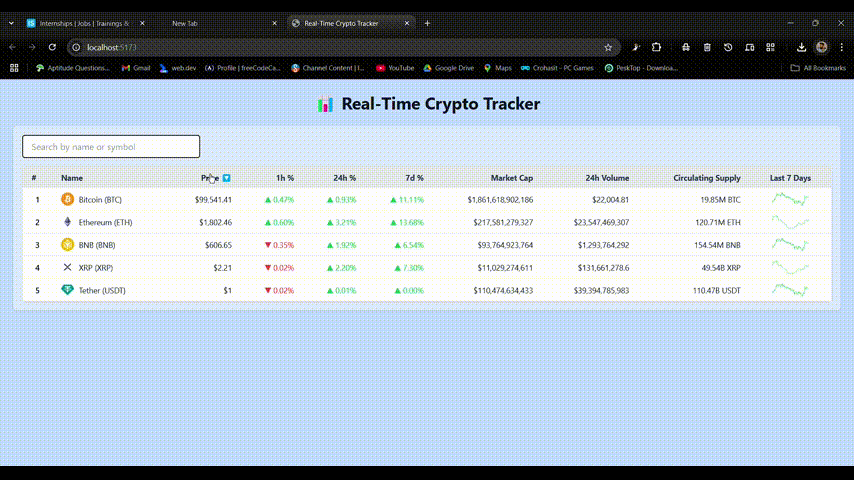 Internships | Jobs | Trainings &
New Tab
Real-Time Crypto Tracker
localhost:5173
Aptitude Questions...
Gmail
web.dev
Profile | freeCodeCa...
Channel Content | I...
YouTube
Google Drive
Maps
Crohasit - PC Games
PeskTop - Downloa...
All Bookmarks
Real-Time Crypto Tracker
Search by name or symbol
# Name Price 1h % 24h % 7d % Market Cap 24h Volume Circulating Supply Last 7 Days
1 Bitcoin (BTC) $99,541.41 ▲ 0.47% ▲ 0.93% ▲ 11.11% $1,861,618,902,186 $22,004.81 19.85M BTC
2 Ethereum (ETH) $1,802.46 ▲ 0.60% ▲ 3.21% ▲ 13.68% $217,581,279,327 $23,547,469,307 120.71M ETH
3 BNB (BNB) $606.65 ▼ 0.35% ▲ 1.92% ▲ 6.54% $93,764,923,764 $1,293,764,292 154.54M BNB
4 XRP (XRP) $2.21 ▼ 0.02% ▲ 2.20% ▲ 7.30% $11,029,274,611 $131,661,278.6 49.54B XRP
5 Tether (USDT) $1 ▼ 0.02% ▲ 0.01% ▲ 0.00% $110,474,634,433 $39,394,785,983 110.47B USDT